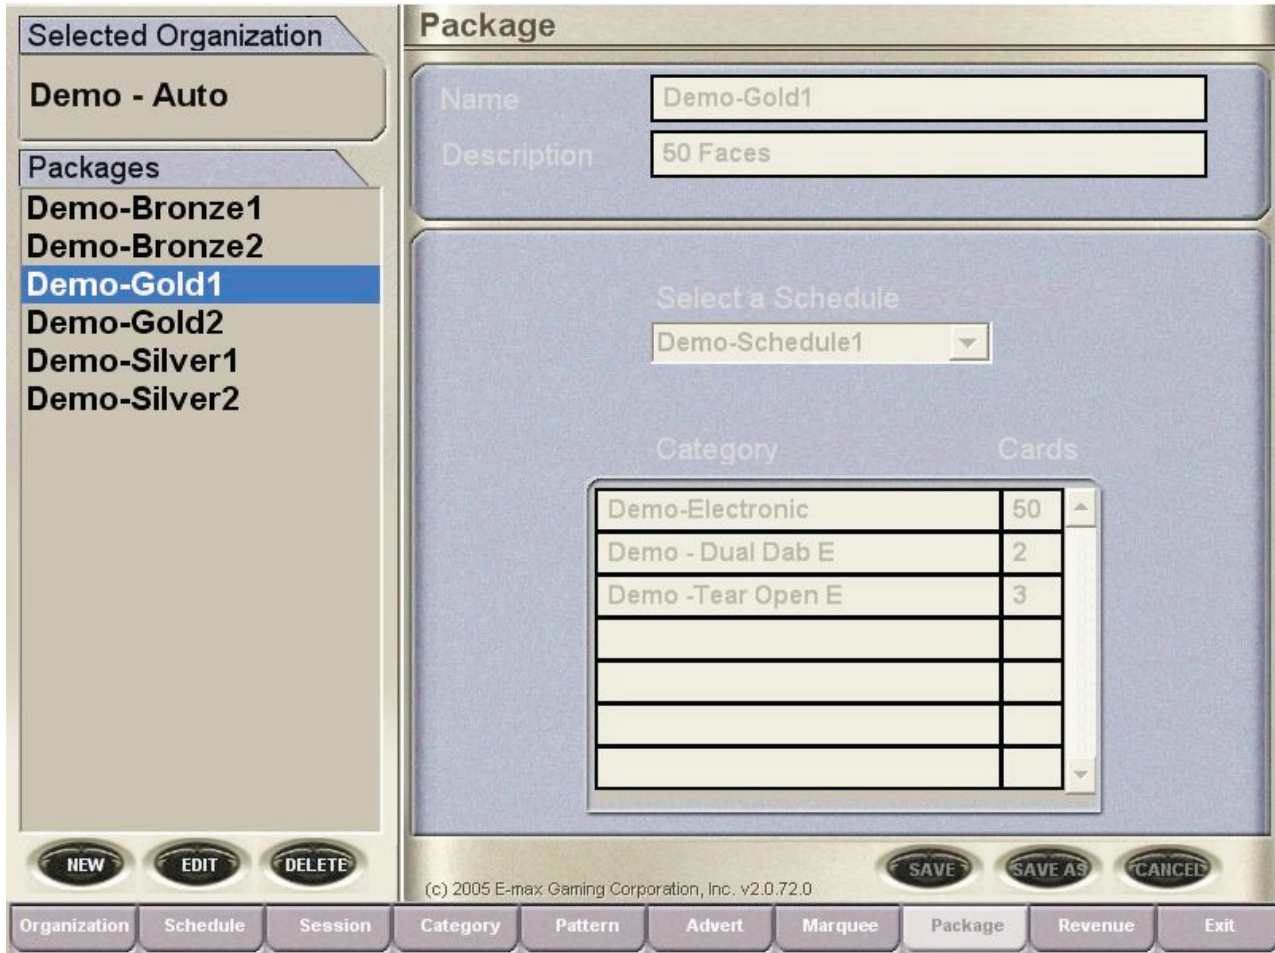 Selected Organization
Demo - Auto
Packages
Demo-Bronze1
Demo-Bronze2
Demo-Gold1
Demo-Gold2
Demo-Silver1
Demo-Silver2
NEW EDIT DELETE
Package
Name Demo-Gold1
Description 50 Faces
Select a Schedule
Demo-Schedule1
Category Cards
Demo-Electronic 50
Demo - Dual Dab E 2
Demo -Tear Open E 3
(c) 2005 E-max Gaming Corporation, Inc. v2.0.72.0
SAVE SAVE AS CANCEL
Organization Schedule Session Category Pattern Advert Marquee Package Revenue Exit